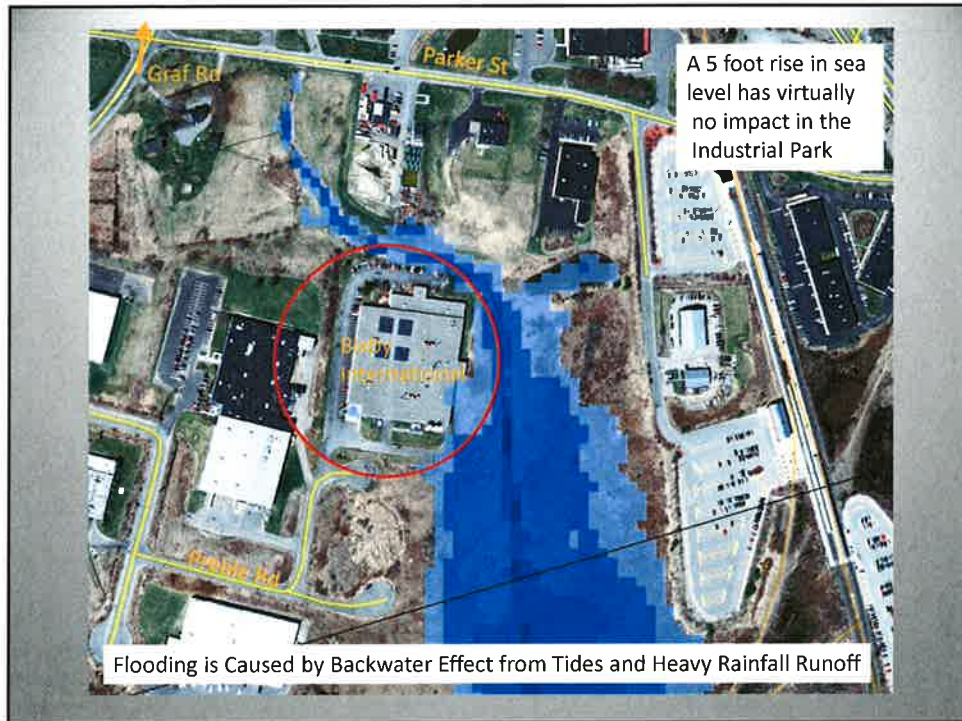 Graf Rd
Parker St
A 5 foot rise in sea
level has virtually
no impact in the
Industrial Park
International
Flooding is Caused by Backwater Effect from Tides and Heavy Rainfall Runoff